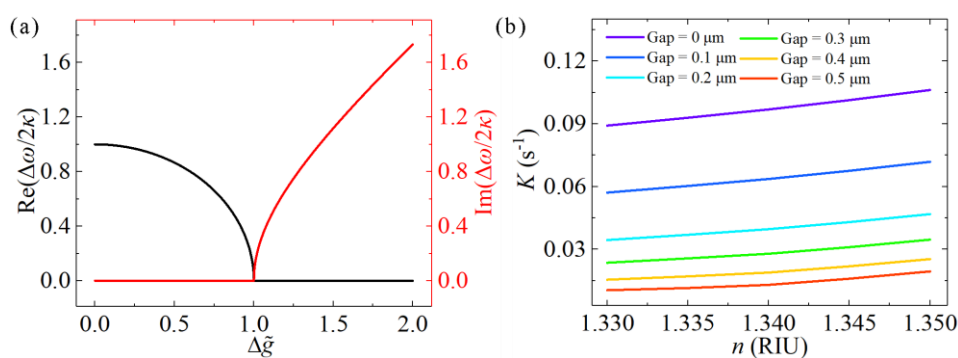 (a)
Re(Δω/2κ)
1.6
1.2
0.8
0.4
0.0
0.0 0.5 1.0 1.5 2.0
Δg̃
1.6
1.2
0.8
0.4
0.0
Im(Δω/2κ)
(b)
K (s⁻¹)
0.12
0.09
0.06
0.03
Gap = 0 μm
Gap = 0.1 μm
Gap = 0.2 μm
Gap = 0.3 μm
Gap = 0.4 μm
Gap = 0.5 μm
1.330 1.335 1.340 1.345 1.350
n (RIU)